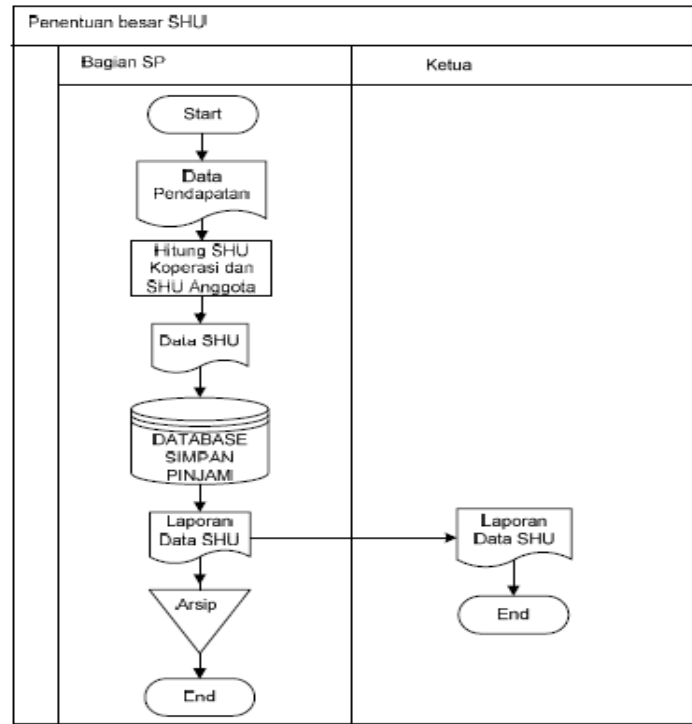 Penentuan besar SHU
Bagian SP
Ketua
Start
Data
Pendapatan
Hitung SHU
Koperasi dan
SHU Anggota
Data SHU
DATABASE
SIMPAN
PINJAMI
Laporan
Data SHU
Laporan
Data SHU
Arsip
End
End